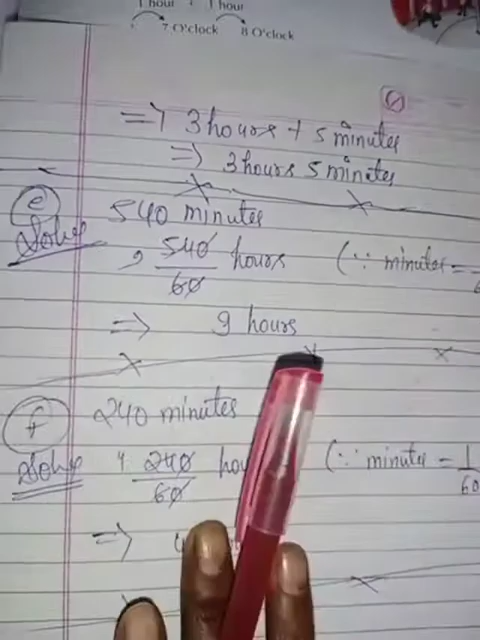 1 hour + 1 hour
7 O'clock 8 O'clock
=> 3 hours + 5 minutes
=> 3 hours 5 minutes
(e) 540 minutes
Solve, 540/60 hours (∵ minutes =
=> 9 hours
(f) 240 minutes
Solve, 240/60 hou (∵ minute = 1/60
=> 4